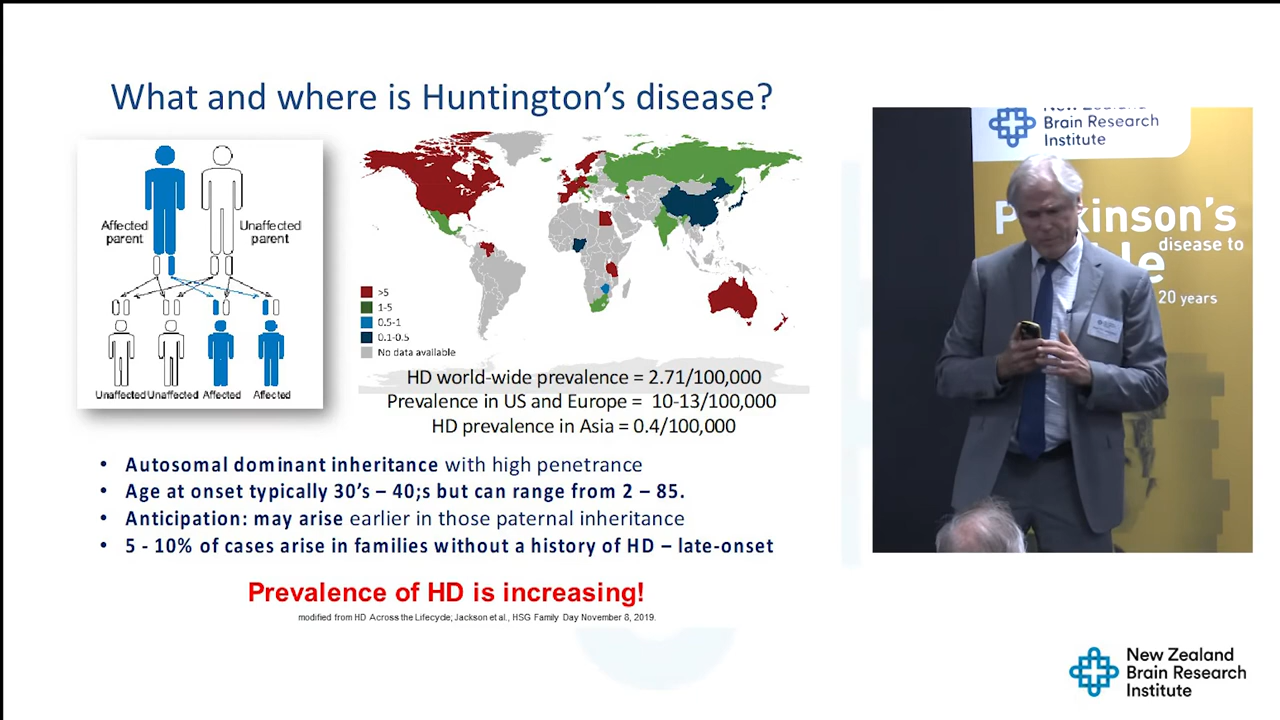 What and where is Huntington's disease?
Affected
parent
Unaffected
parent
Unaffected Unaffected Affected Affected
>5
1-5
0.5-1
0.1-0.5
No data available
HD world-wide prevalence = 2.71/100,000
Prevalence in US and Europe = 10-13/100,000
HD prevalence in Asia = 0.4/100,000
• Autosomal dominant inheritance with high penetrance
• Age at onset typically 30's – 40;s but can range from 2 – 85.
• Anticipation: may arise earlier in those paternal inheritance
• 5 - 10% of cases arise in families without a history of HD – late-onset
Prevalence of HD is increasing!
modified from HD Across the Lifecycle; Jackson et al., HSG Family Day November 8, 2019.
New Zealand
Brain Research
Institute
disease to
20 years
New Zealand
Brain Research
Institute